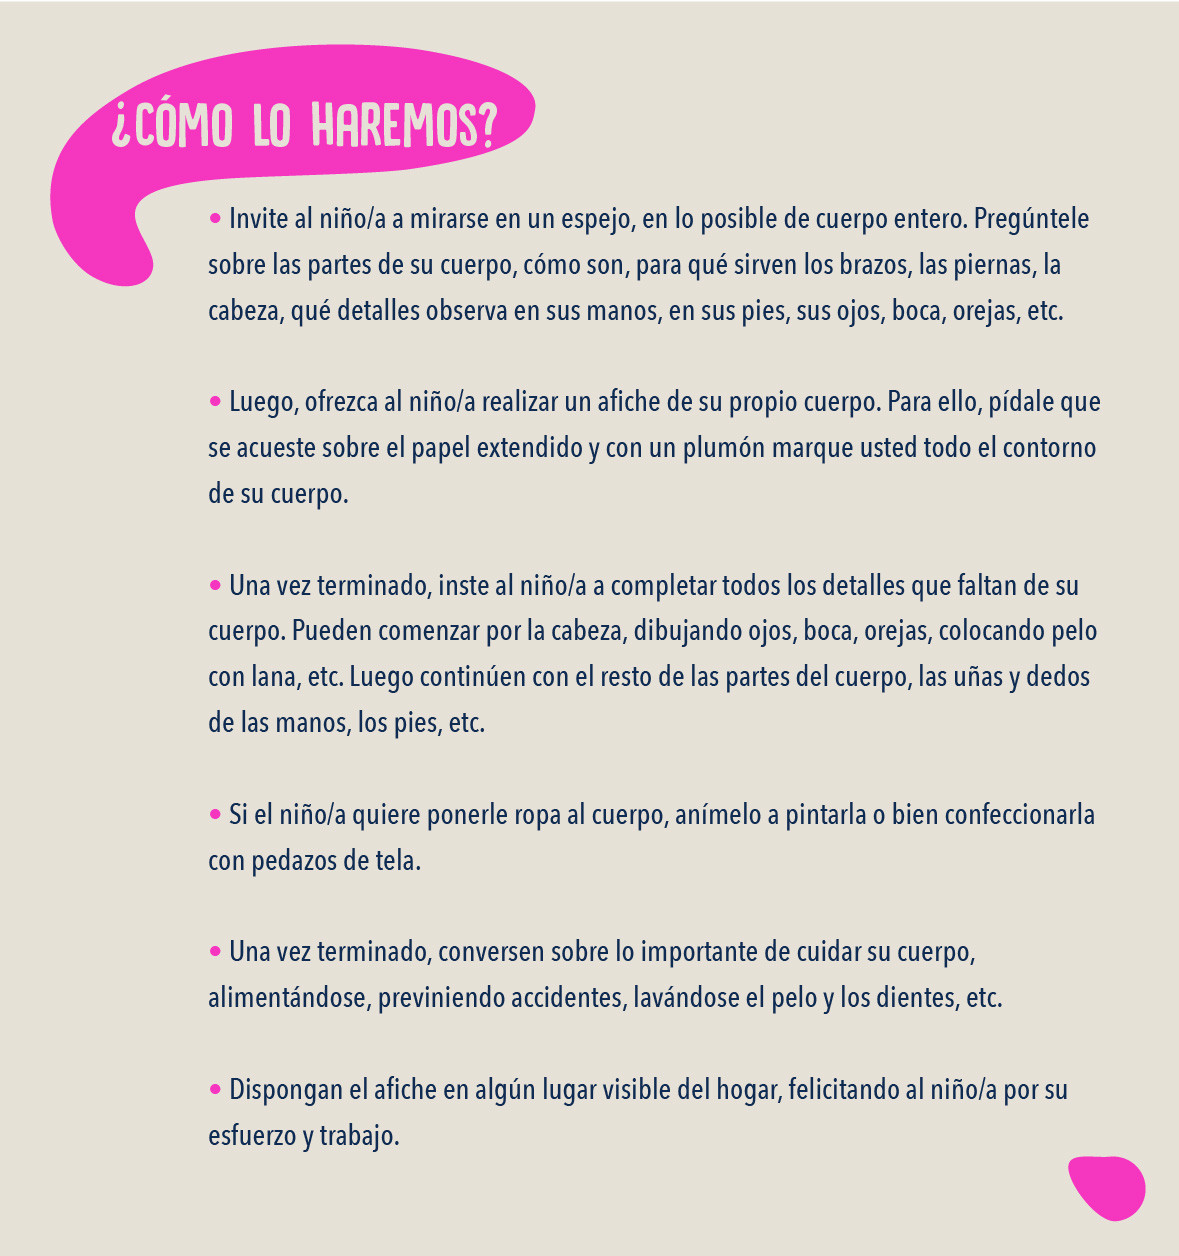 ¿CÓMO LO HAREMOS?
• Invite al niño/a a mirarse en un espejo, en lo posible de cuerpo entero. Pregúntele
sobre las partes de su cuerpo, cómo son, para qué sirven los brazos, las piernas, la
cabeza, qué detalles observa en sus manos, en sus pies, sus ojos, boca, orejas, etc.
• Luego, ofrezca al niño/a realizar un afiche de su propio cuerpo. Para ello, pídale que
se acueste sobre el papel extendido y con un plumón marque usted todo el contorno
de su cuerpo.
• Una vez terminado, inste al niño/a a completar todos los detalles que faltan de su
cuerpo. Pueden comenzar por la cabeza, dibujando ojos, boca, orejas, colocando pelo
con lana, etc. Luego continúen con el resto de las partes del cuerpo, las uñas y dedos
de las manos, los pies, etc.
• Si el niño/a quiere ponerle ropa al cuerpo, anímelo a pintarla o bien confeccionarla
con pedazos de tela.
• Una vez terminado, conversen sobre lo importante de cuidar su cuerpo,
alimentándose, previniendo accidentes, lavándose el pelo y los dientes, etc.
• Dispongan el afiche en algún lugar visible del hogar, felicitando al niño/a por su
esfuerzo y trabajo.